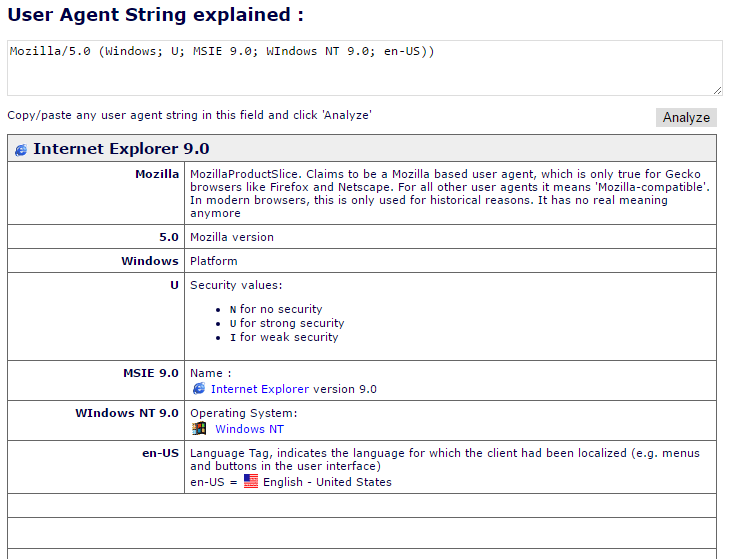 User Agent String explained :
Mozilla/5.0 (Windows; U; MSIE 9.0; WIndows NT 9.0; en-US))
Copy/paste any user agent string in this field and click 'Analyze'
Analyze
Internet Explorer 9.0
Mozilla
MozillaProductSlice. Claims to be a Mozilla based user agent, which is only true for Gecko
browsers like Firefox and Netscape. For all other user agents it means 'Mozilla-compatible'.
In modern browsers, this is only used for historical reasons. It has no real meaning
anymore
5.0
Mozilla version
Windows
Platform
U
Security values:
• N for no security
• U for strong security
• I for weak security
MSIE 9.0
Name :
Internet Explorer version 9.0
WIndows NT 9.0
Operating System:
Windows NT
en-US
Language Tag, indicates the language for which the client had been localized (e.g. menus
and buttons in the user interface)
en-US = English - United States